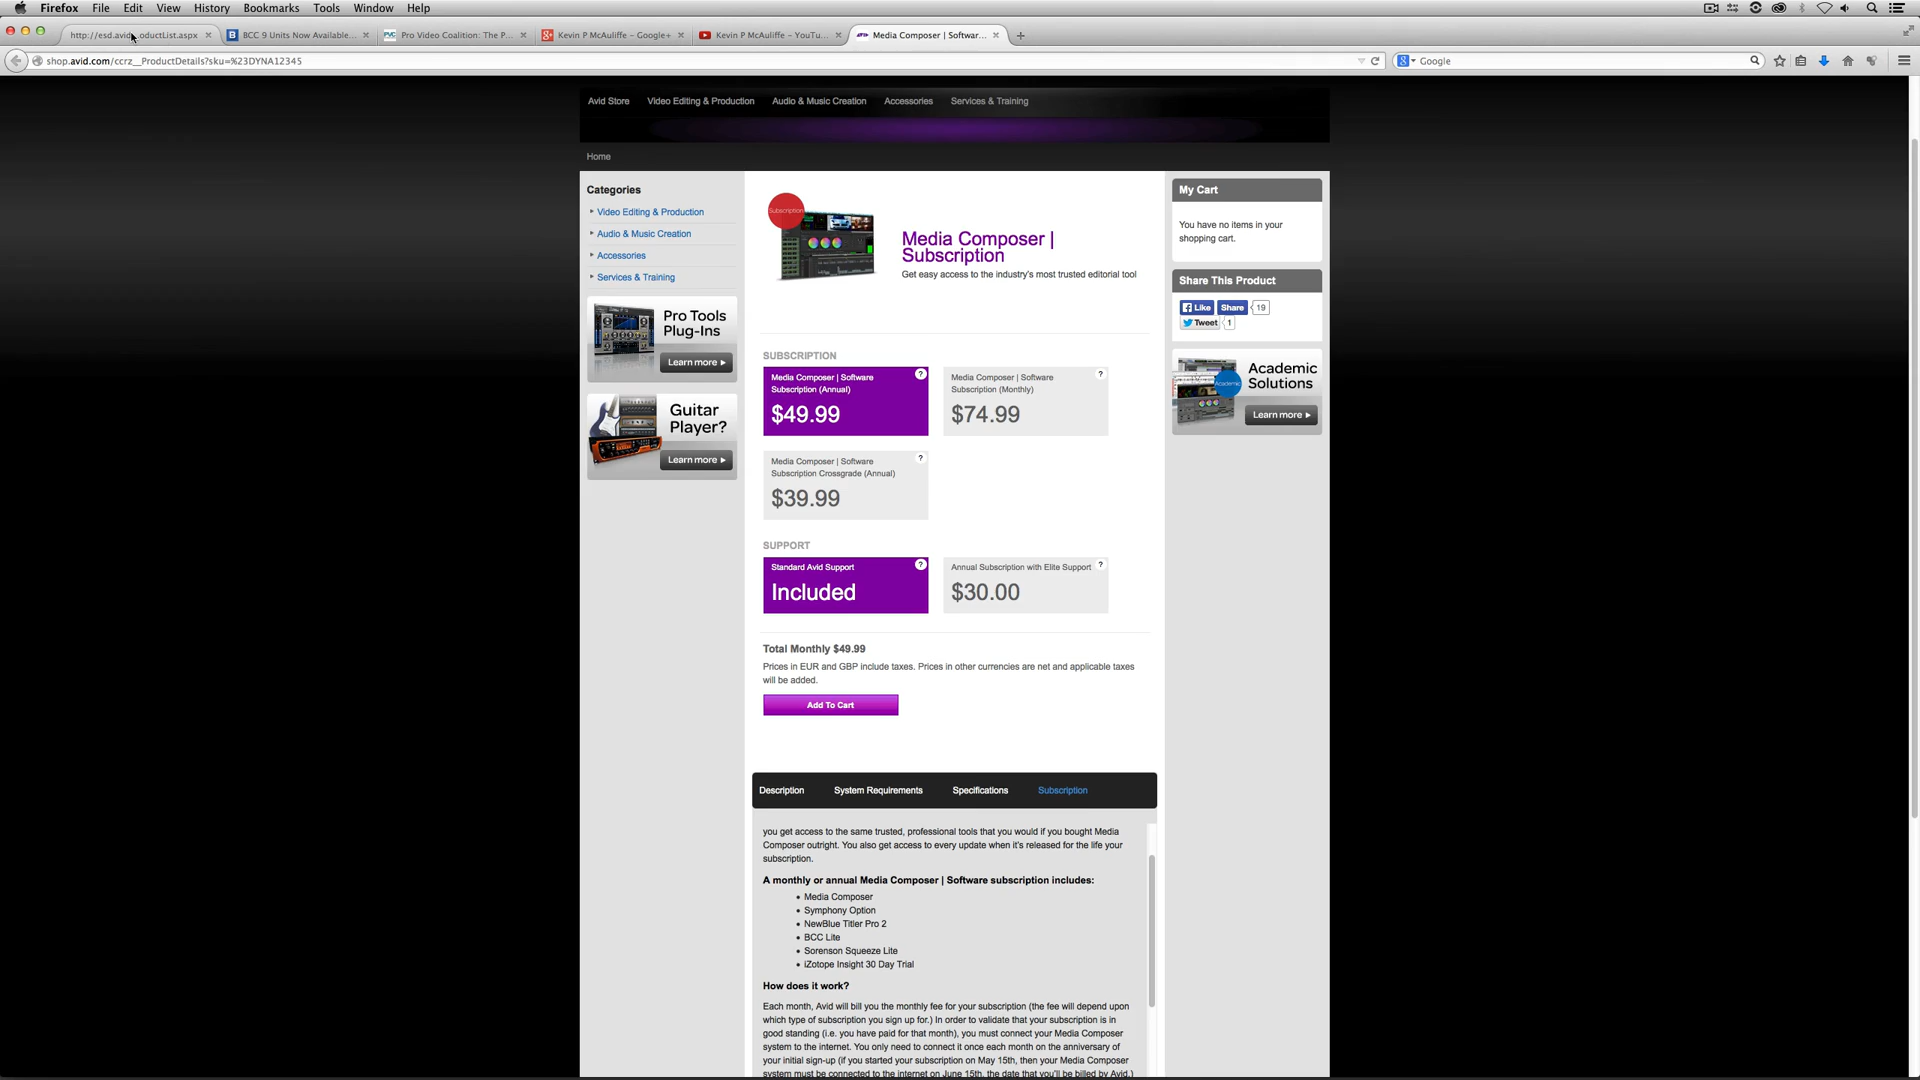 Firefox File Edit View History Bookmarks Tools Window Help
http://esd.avid oductList.aspx
BCC 9 Units Now Available...
Pro Video Coalition: The P...
Kevin P McAuliffe - Google+
Kevin P McAuliffe - YouTu...
Media Composer | Softwar...
shop.avid.com/ccrz__ProductDetails?sku=%23DYNA12345
Google
Avid Store Video Editing & Production Audio & Music Creation Accessories Services & Training
Home
Categories
Video Editing & Production
Audio & Music Creation
Accessories
Services & Training
Pro Tools
Plug-Ins
Learn more
Guitar
Player?
Learn more
Subscription
Media Composer |
Subscription
Get easy access to the industry's most trusted editorial tool
SUBSCRIPTION
Media Composer | Software
Subscription (Annual)
?
$49.99
Media Composer | Software
Subscription (Monthly)
?
$74.99
Media Composer | Software
Subscription Crossgrade (Annual)
?
$39.99
SUPPORT
Standard Avid Support
?
Included
Annual Subscription with Elite Support
?
$30.00
Total Monthly $49.99
Prices in EUR and GBP include taxes. Prices in other currencies are net and applicable taxes
will be added.
Add To Cart
Description System Requirements Specifications Subscription
you get access to the same trusted, professional tools that you would if you bought Media
Composer outright. You also get access to every update when it's released for the life your
subscription.
A monthly or annual Media Composer | Software subscription includes:
• Media Composer
• Symphony Option
• NewBlue Titler Pro 2
• BCC Lite
• Sorenson Squeeze Lite
• iZotope Insight 30 Day Trial
How does it work?
Each month, Avid will bill you the monthly fee for your subscription (the fee will depend upon
which type of subscription you sign up for.) In order to validate that your subscription is in
good standing (i.e. you have paid for that month), you must connect your Media Composer
system to the internet. You only need to connect it once each month on the anniversary of
your initial sign-up (if you started your subscription on May 15th, then your Media Composer
system must be connected to the internet on June 15th, the date that you'll be billed by Avid.)
My Cart
You have no items in your
shopping cart.
Share This Product
Like Share 19
Tweet 1
Academic
Academic
Solutions
Learn more